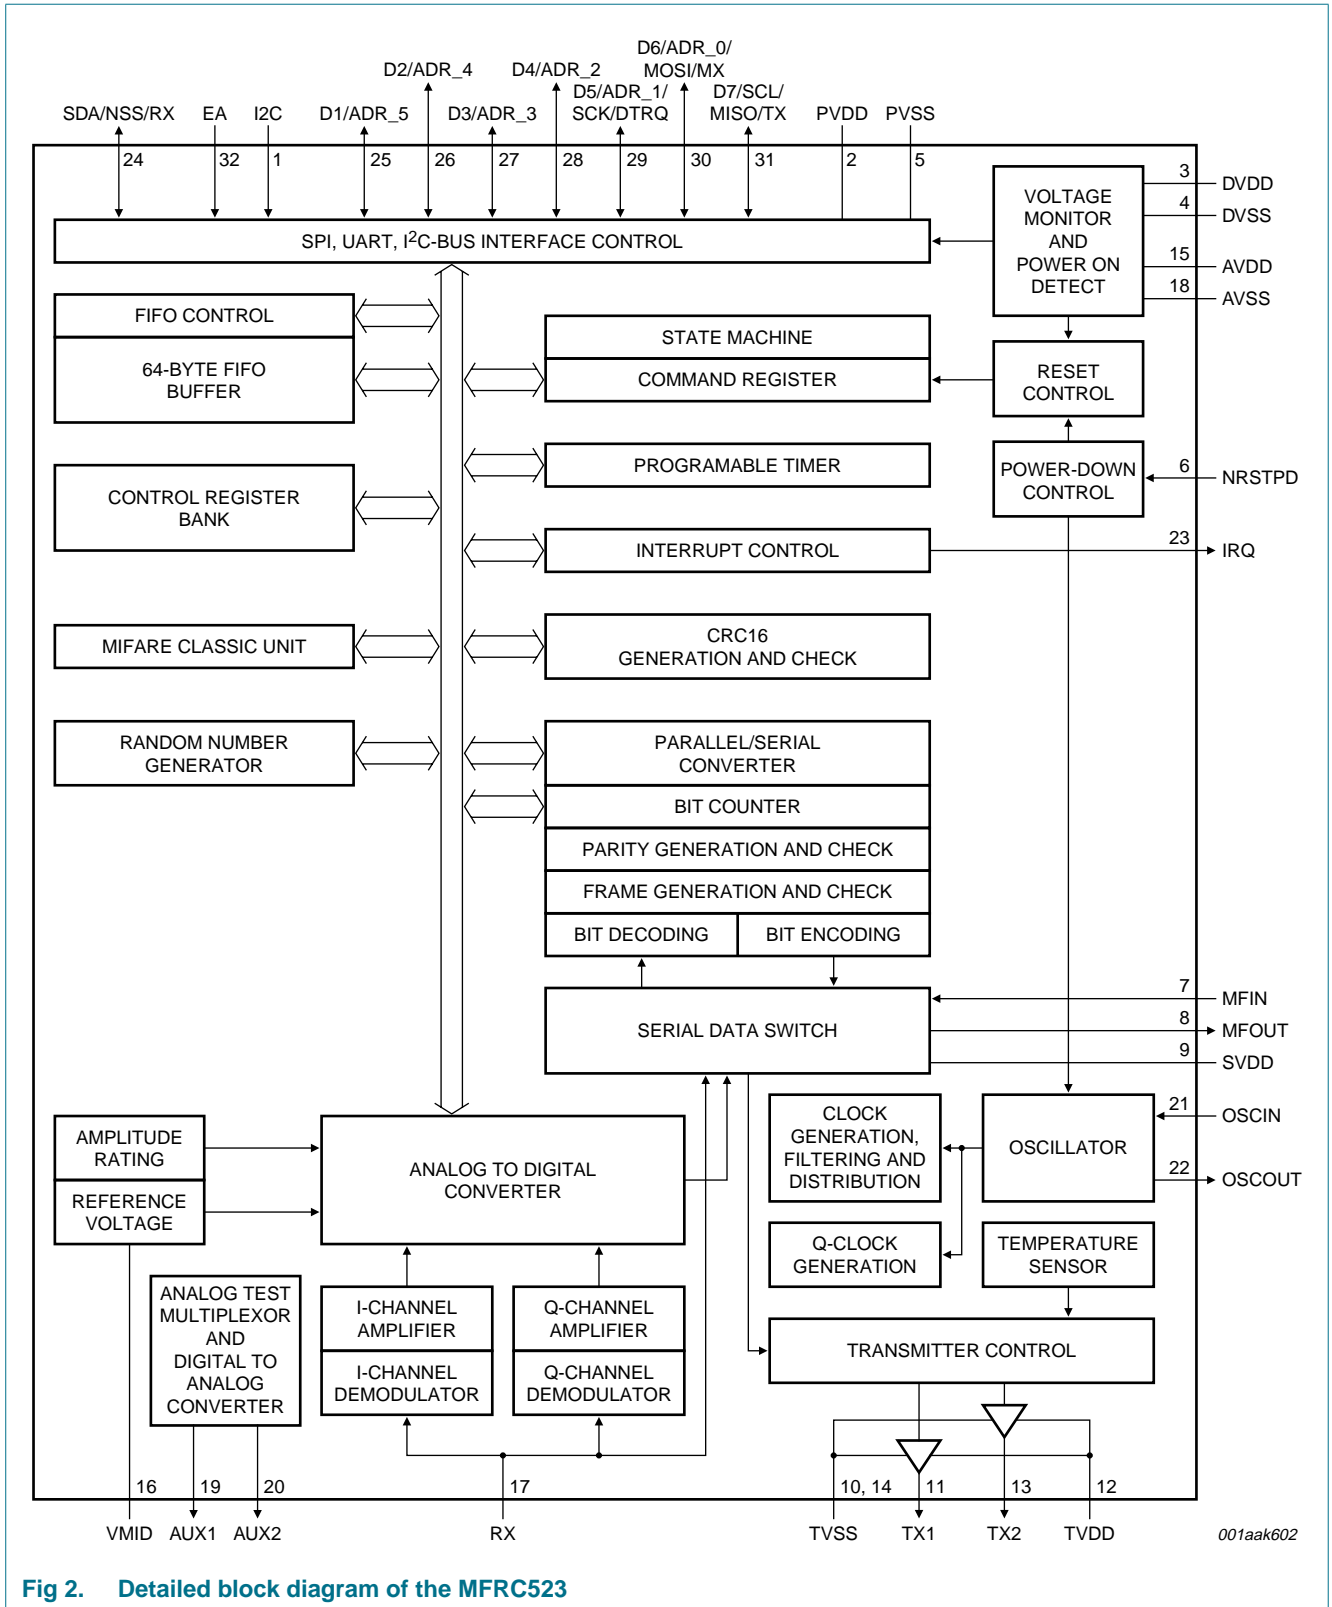 D6/ADR_0/
MOSI/MX
D2/ADR_4
D4/ADR_2
D5/ADR_1/
SCK/DTRQ
D7/SCL/
MISO/TX
SDA/NSS/RX
EA
I2C
D1/ADR_5
D3/ADR_3
PVDD
PVSS
24
32
1
25
26
27
28
29
30
31
2
5
SPI, UART, I2C-BUS INTERFACE CONTROL
VOLTAGE
MONITOR
AND
POWER ON
DETECT
3
DVDD
4
DVSS
15
AVDD
18
AVSS
FIFO CONTROL
64-BYTE FIFO
BUFFER
STATE MACHINE
COMMAND REGISTER
RESET
CONTROL
CONTROL REGISTER
BANK
PROGRAMABLE TIMER
POWER-DOWN
CONTROL
6
NRSTPD
INTERRUPT CONTROL
23
IRQ
MIFARE CLASSIC UNIT
CRC16
GENERATION AND CHECK
RANDOM NUMBER
GENERATOR
PARALLEL/SERIAL
CONVERTER
BIT COUNTER
PARITY GENERATION AND CHECK
FRAME GENERATION AND CHECK
BIT DECODING
BIT ENCODING
SERIAL DATA SWITCH
7
MFIN
8
MFOUT
9
SVDD
AMPLITUDE
RATING
REFERENCE
VOLTAGE
ANALOG TO DIGITAL
CONVERTER
CLOCK
GENERATION,
FILTERING AND
DISTRIBUTION
OSCILLATOR
21
OSCIN
22
OSCOUT
Q-CLOCK
GENERATION
TEMPERATURE
SENSOR
ANALOG TEST
MULTIPLEXOR
AND
DIGITAL TO
ANALOG
CONVERTER
I-CHANNEL
AMPLIFIER
I-CHANNEL
DEMODULATOR
Q-CHANNEL
AMPLIFIER
Q-CHANNEL
DEMODULATOR
TRANSMITTER CONTROL
16
19
20
17
10, 14
11
13
12
VMID
AUX1
AUX2
RX
TVSS
TX1
TX2
TVDD
001aak602
Fig 2. Detailed block diagram of the MFRC523